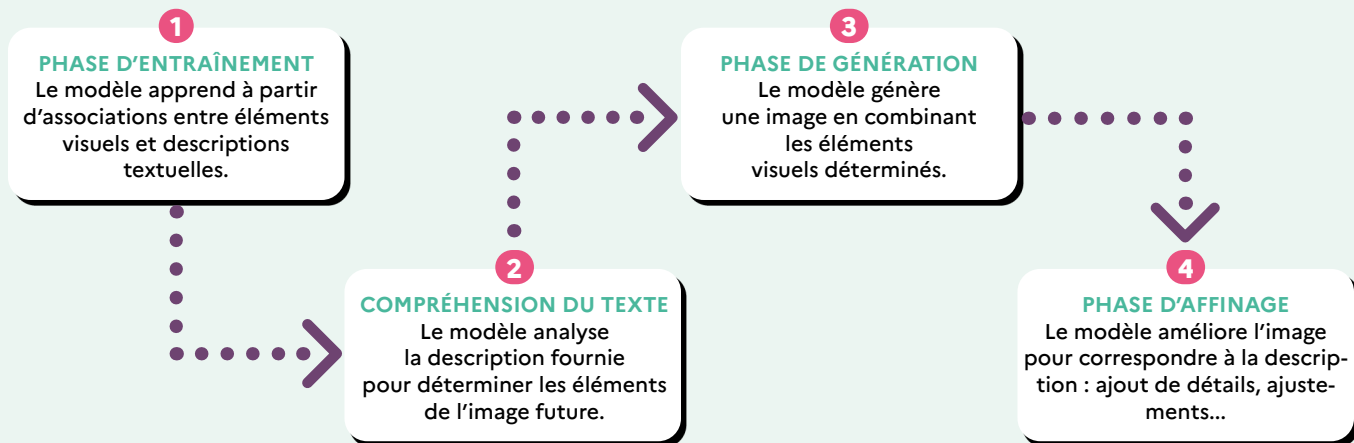 1
PHASE D'ENTRAÎNEMENT
Le modèle apprend à partir
d'associations entre éléments
visuels et descriptions
textuelles.
2
COMPRÉHENSION DU TEXTE
Le modèle analyse
la description fournie
pour déterminer les éléments
de l'image future.
3
PHASE DE GÉNÉRATION
Le modèle génère
une image en combinant
les éléments
visuels déterminés.
4
PHASE D'AFFINAGE
Le modèle améliore l'image
pour correspondre à la descrip-
tion : ajout de détails, ajuste-
ments...